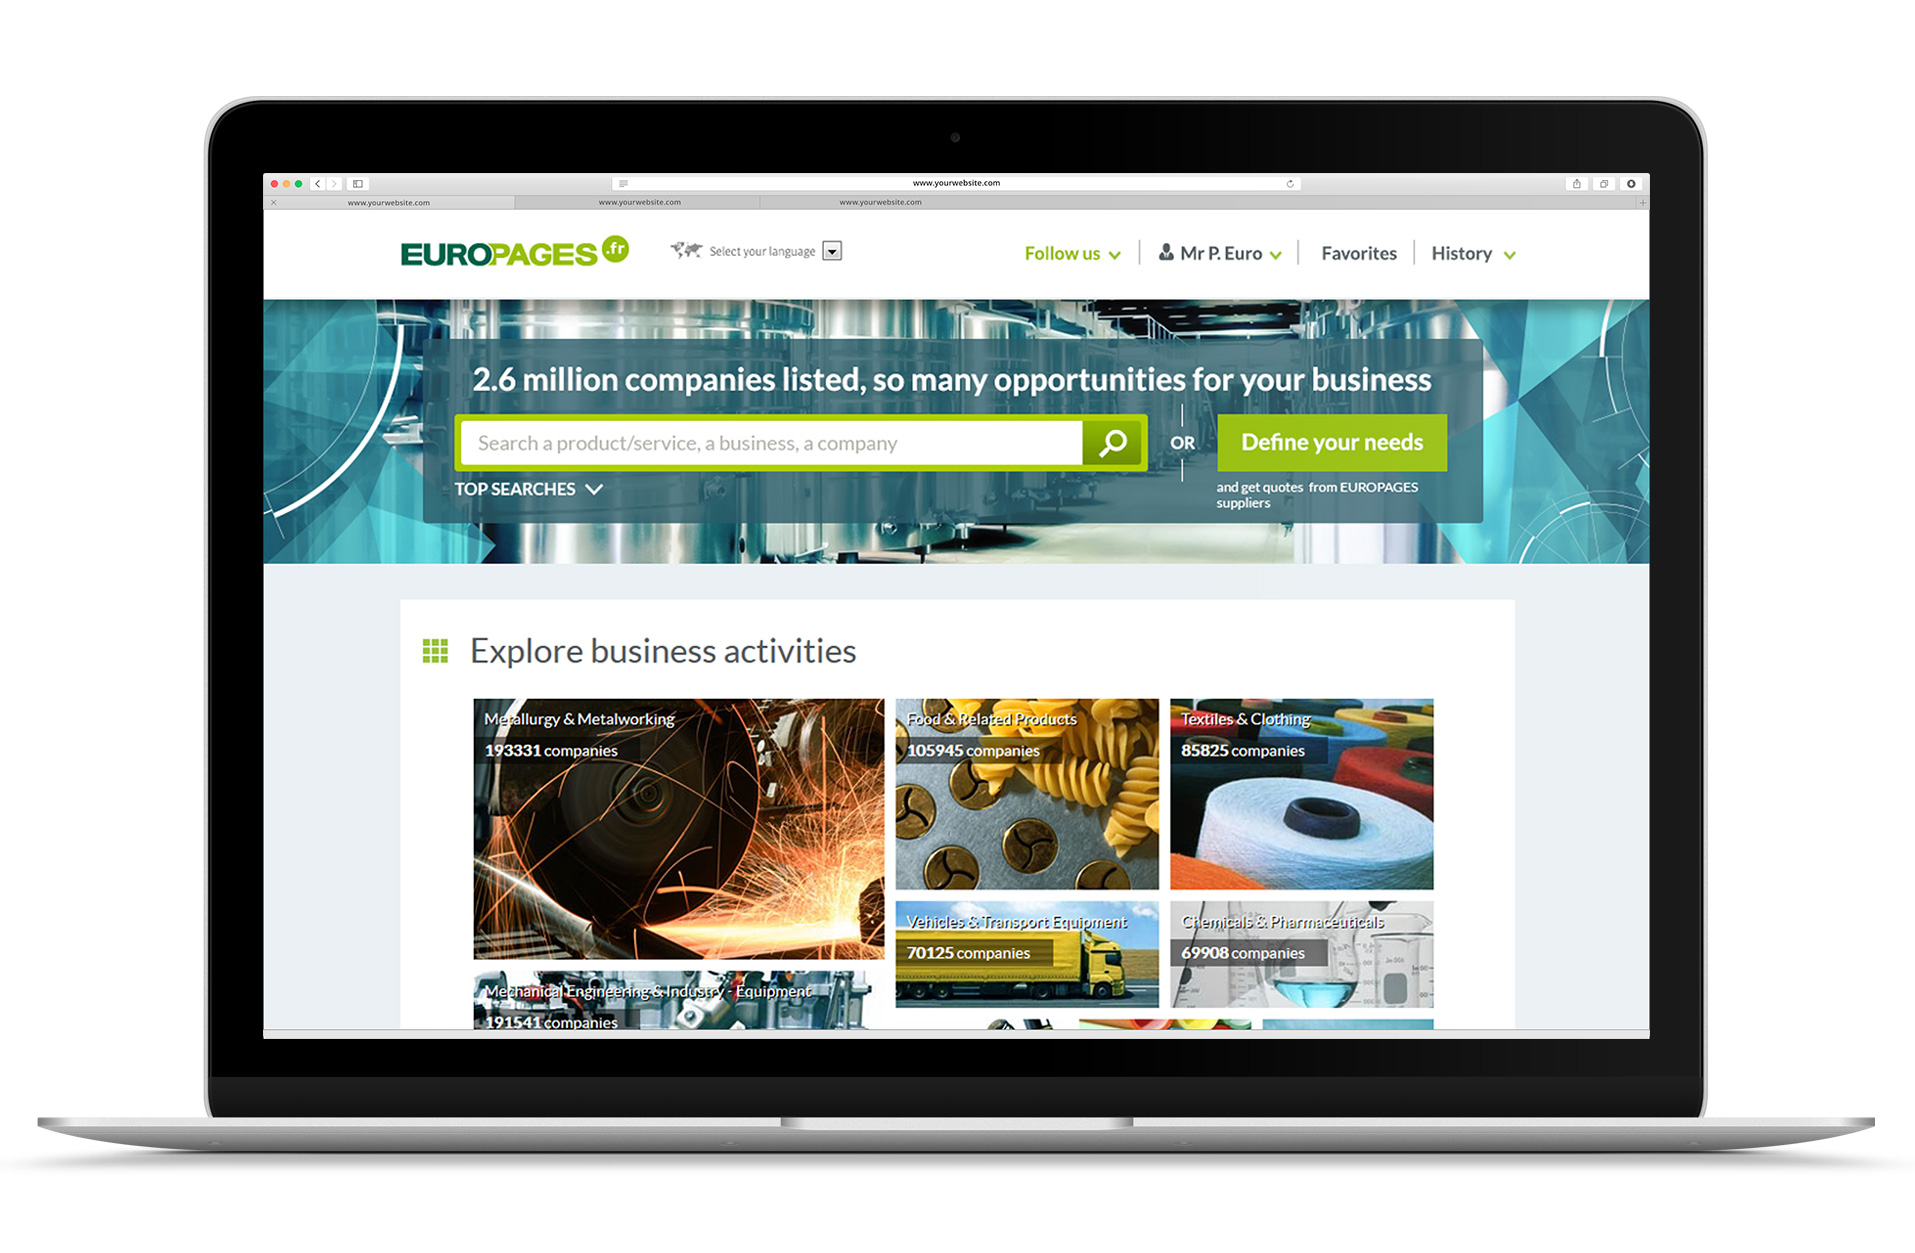 www.yourwebsite.com
www.yourwebsite.com
www.yourwebsite.com
www.yourwebsite.com
EUROPAGES .fr
Select your language
Follow us
Mr P. Euro
Favorites
History
2.6 million companies listed, so many opportunities for your business
Search a product/service, a business, a company
OR
Define your needs
TOP SEARCHES
and get quotes from EUROPAGES
suppliers
Explore business activities
Metallurgy & Metalworking
193331 companies
Food & Related Products
105945 companies
Textiles & Clothing
85825 companies
Vehicles & Transport Equipment
70125 companies
Chemicals & Pharmaceuticals
69908 companies
Mechanical Engineering & Industry - Equipment
191541 companies